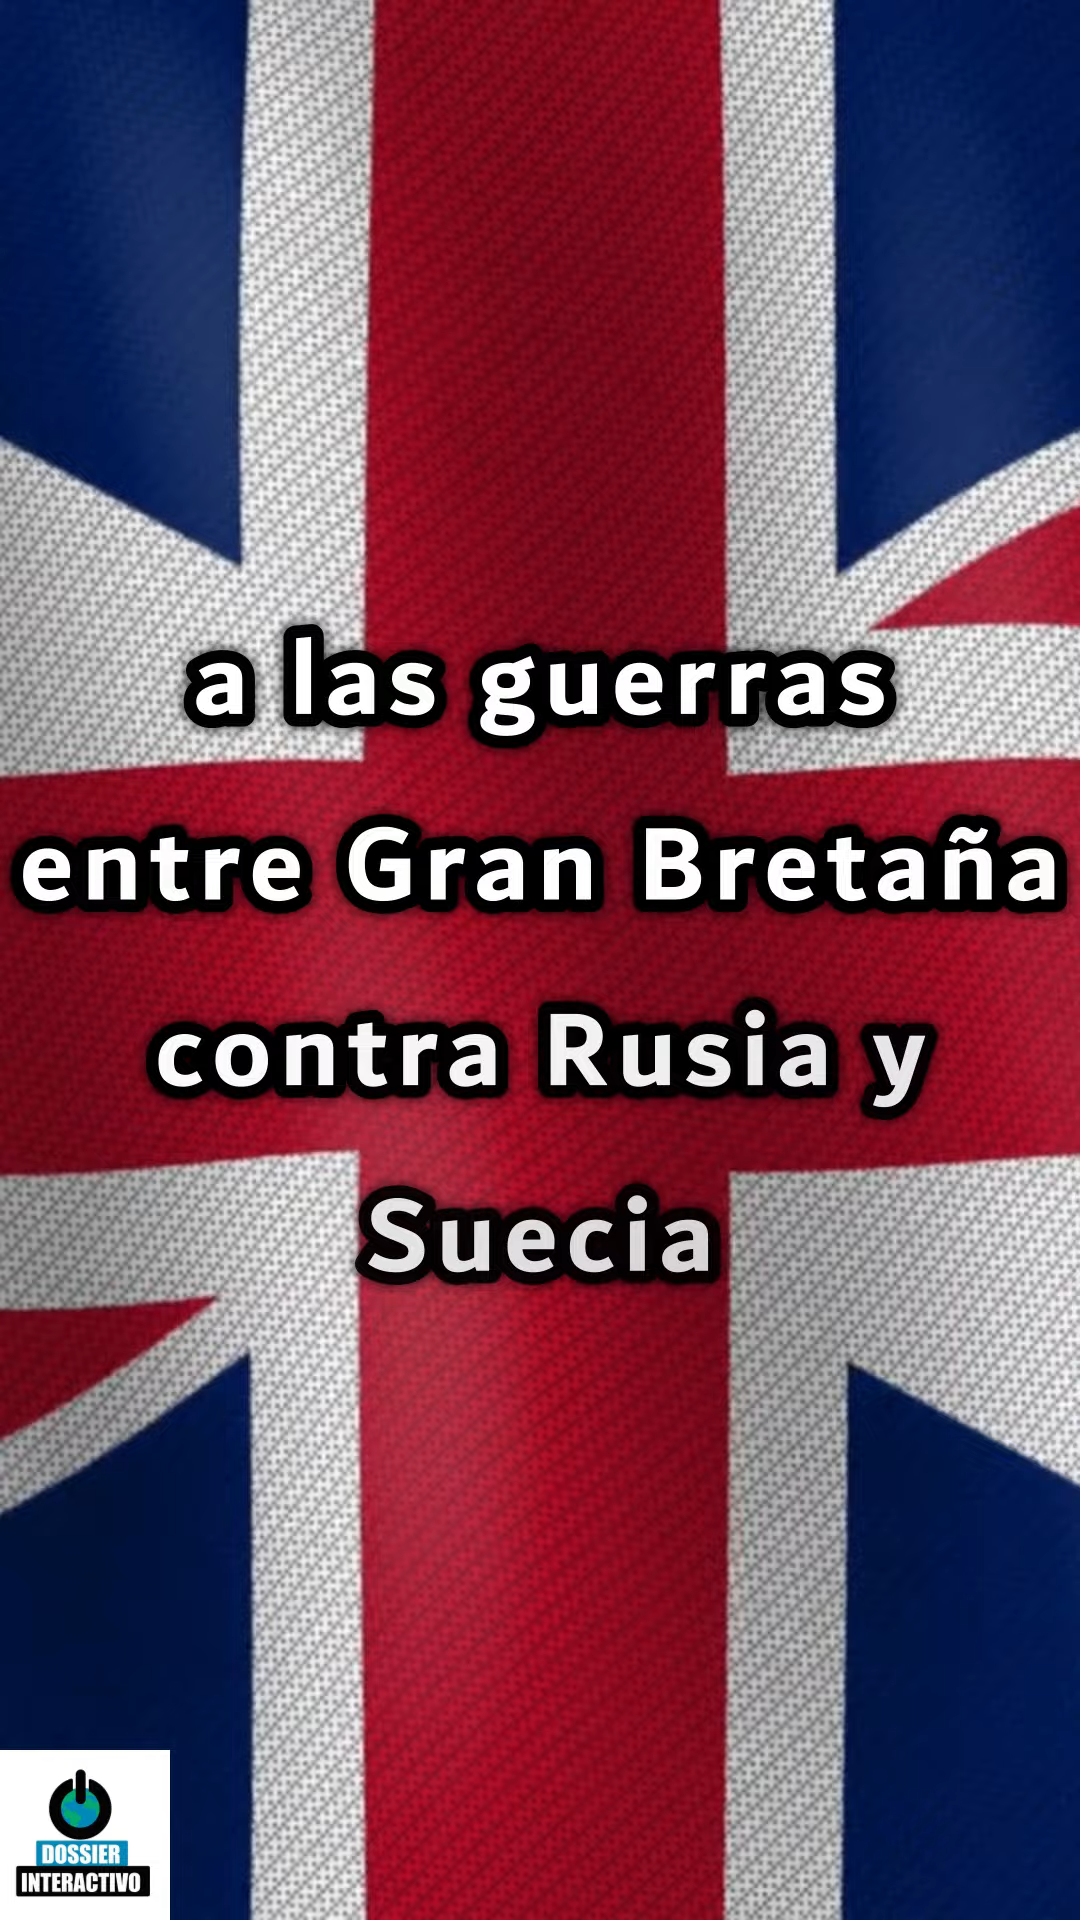 a las guerras
entre Gran Bretaña
contra Rusia y
Suecia
DOSSIER
INTERACTIVO